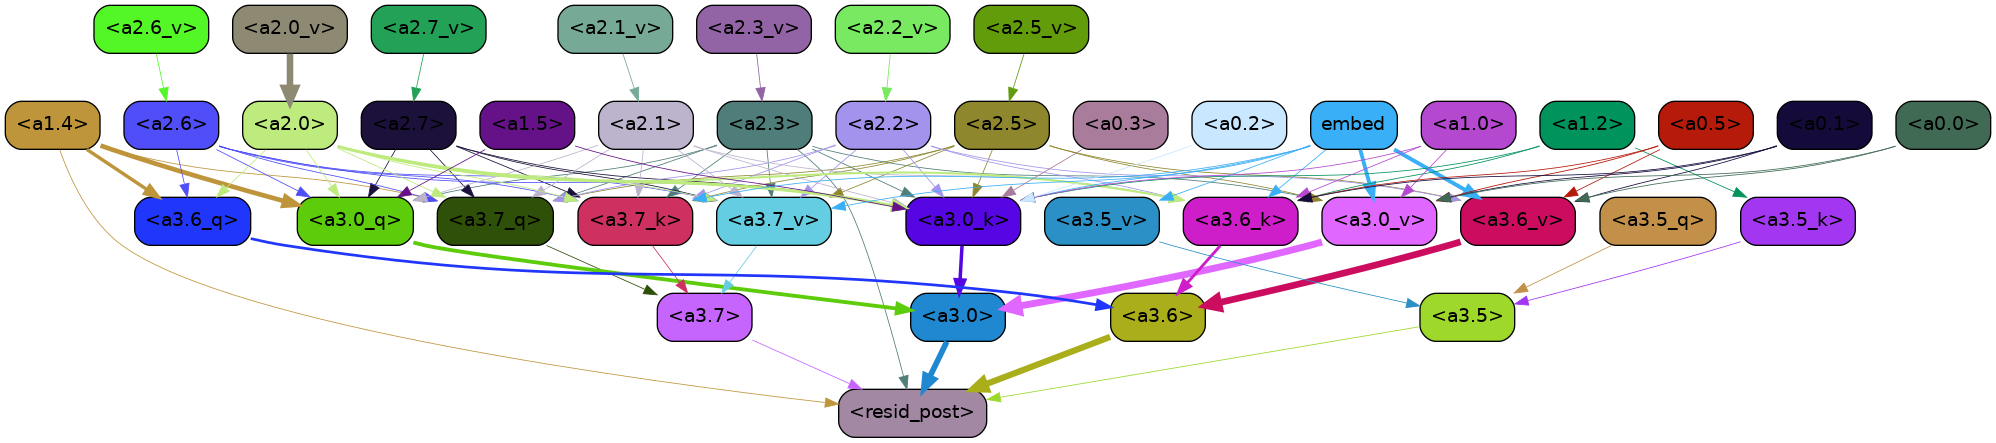 <a2.6_v> <a2.0_v> <a2.7_v> <a2.1_v> <a2.3_v> <a2.2_v> <a2.5_v>
<a1.4> <a2.6> <a2.0> <a2.7> <a1.5> <a2.1> <a2.3> <a2.2> <a2.5> <a0.3> <a0.2> embed <a1.0> <a1.2> <a0.5> <a0.1> <a0.0>
<a3.6_q> <a3.0_q> <a3.7_q> <a3.7_k> <a3.7_v> <a3.0_k> <a3.5_v> <a3.6_k> <a3.0_v> <a3.6_v> <a3.5_q> <a3.5_k>
<a3.7> <a3.0> <a3.6> <a3.5>
<resid_post>